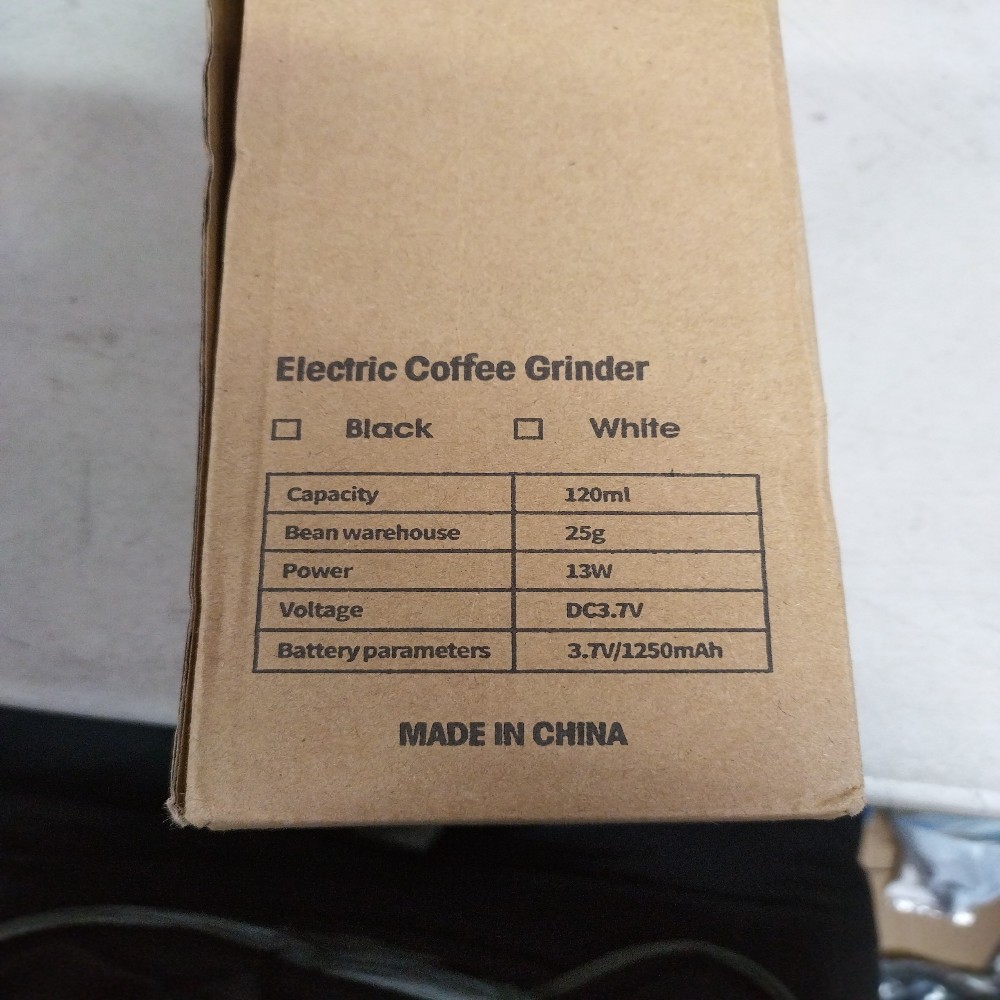 Electric Coffee Grinder
Black White
Capacity 120ml
Bean warehouse 25g
Power 13W
Voltage DC3.7V
Battery parameters 3.7V/1250mAh
MADE IN CHINA